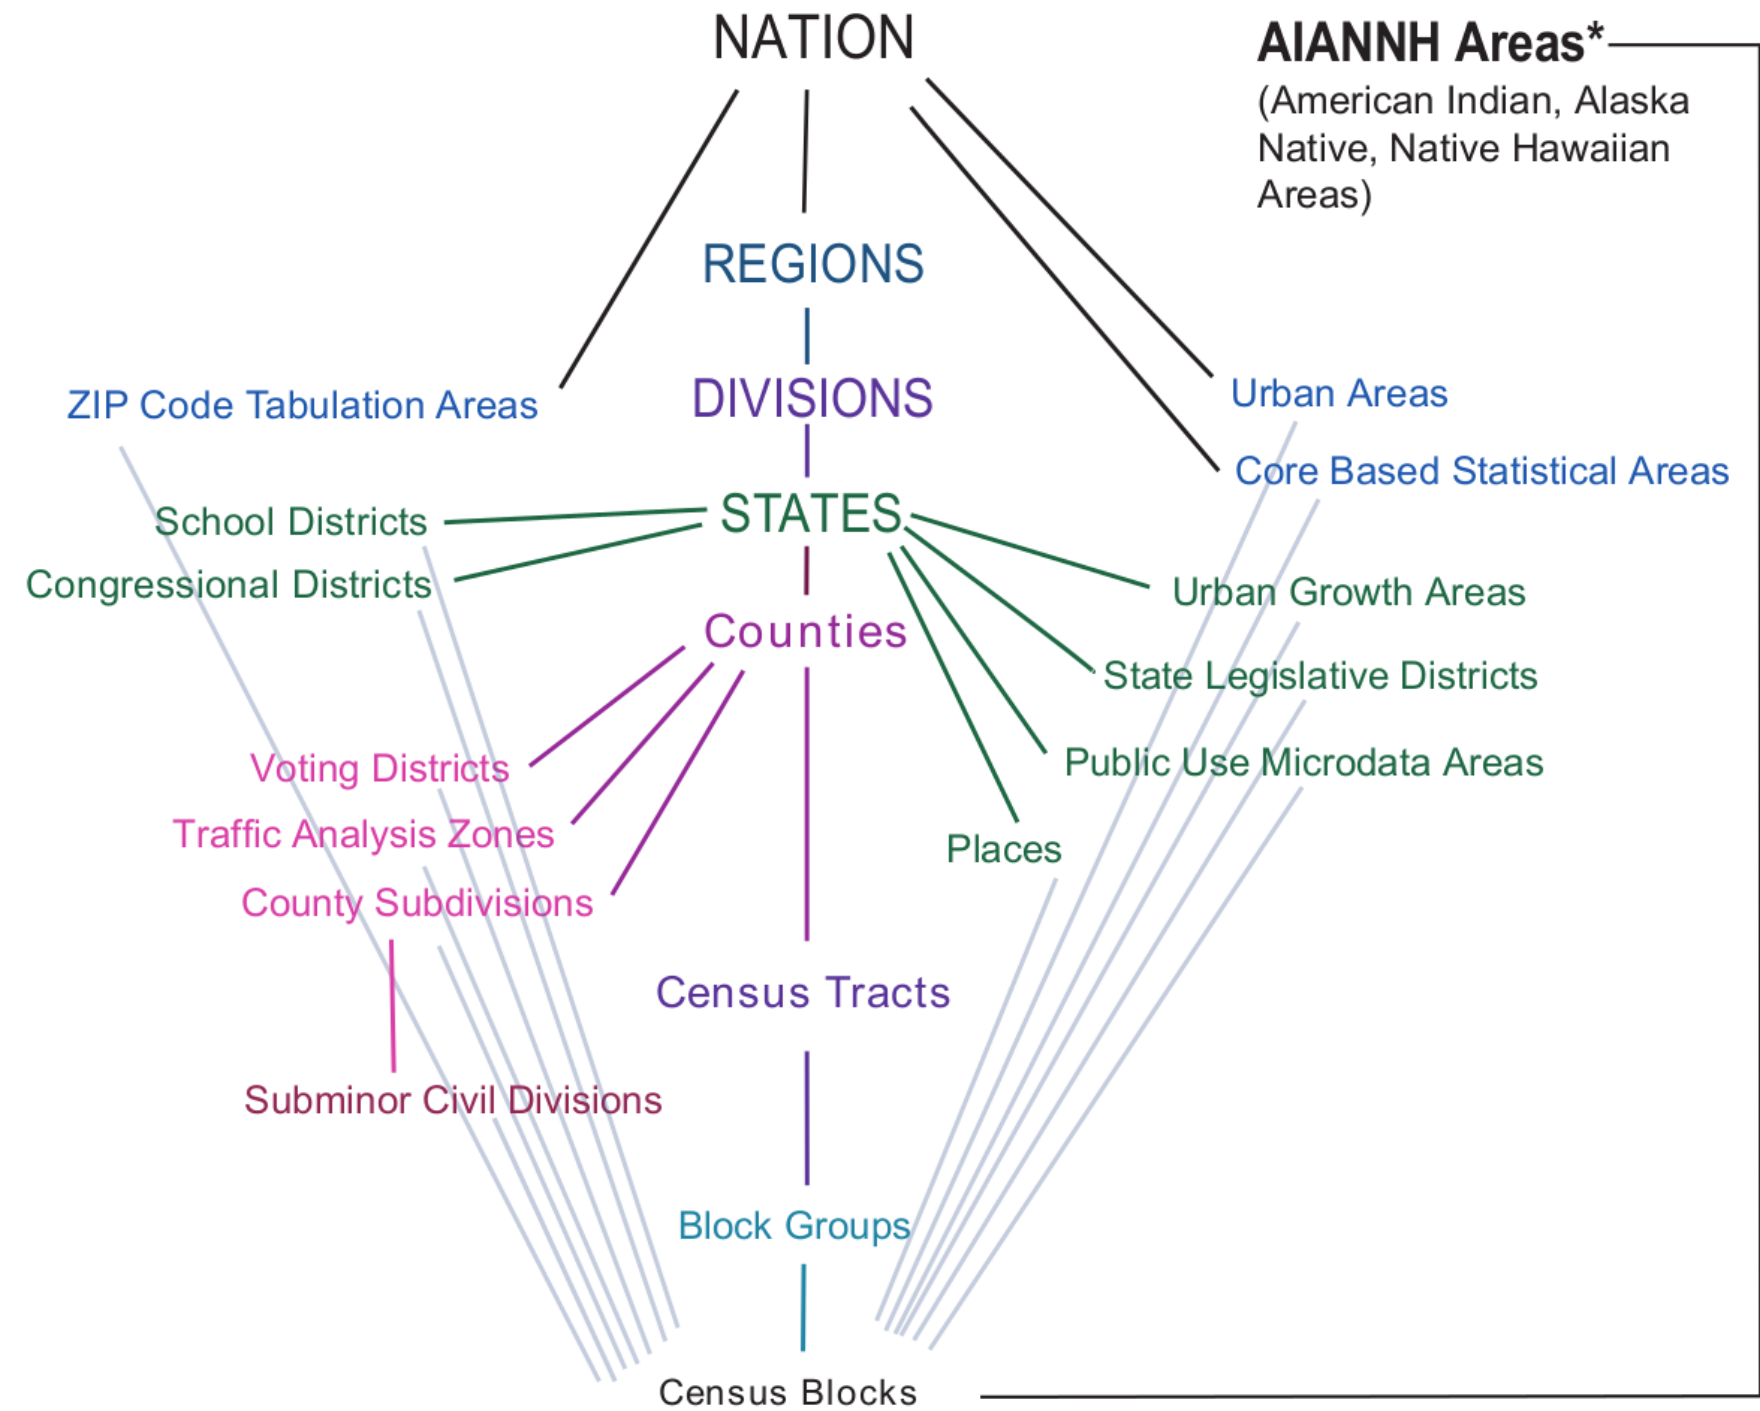 NATION
AIANNH Areas*
(American Indian, Alaska
Native, Native Hawaiian
Areas)
REGIONS
ZIP Code Tabulation Areas
DIVISIONS
Urban Areas
Core Based Statistical Areas
School Districts
STATES
Congressional Districts
Urban Growth Areas
Counties
State Legislative Districts
Voting Districts
Public Use Microdata Areas
Traffic Analysis Zones
Places
County Subdivisions
Census Tracts
Subminor Civil Divisions
Block Groups
Census Blocks